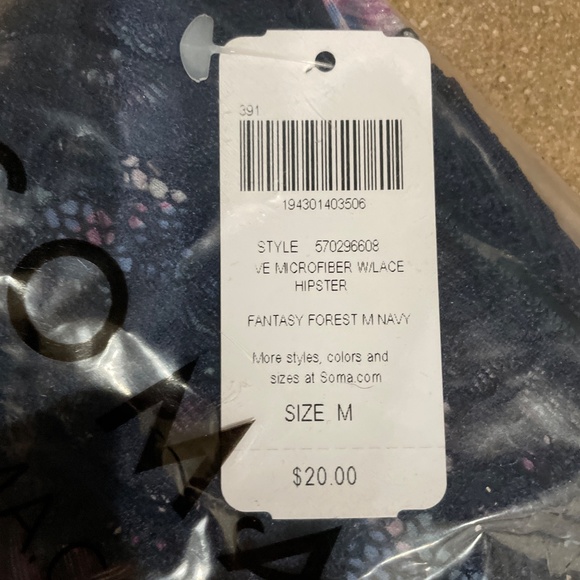 391
194301403506
STYLE 570296608
VE MICROFIBER W/LACE
HIPSTER
FANTASY FOREST M NAVY
More styles, colors and
sizes at Soma.com
SIZE M
$20.00
SOMA